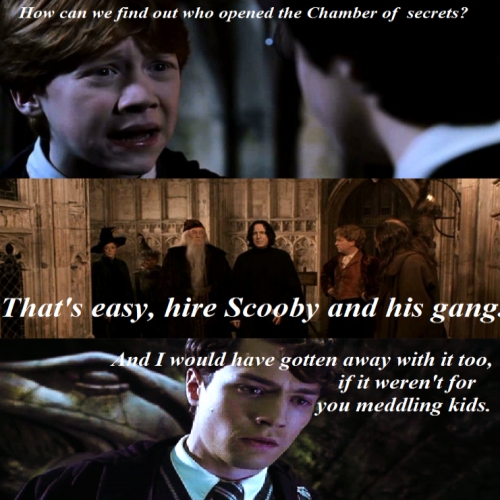 How can we find out who opened the Chamber of secrets?
That's easy, hire Scooby and his gang.
And I would have gotten away with it too,
if it weren't for
you meddling kids.